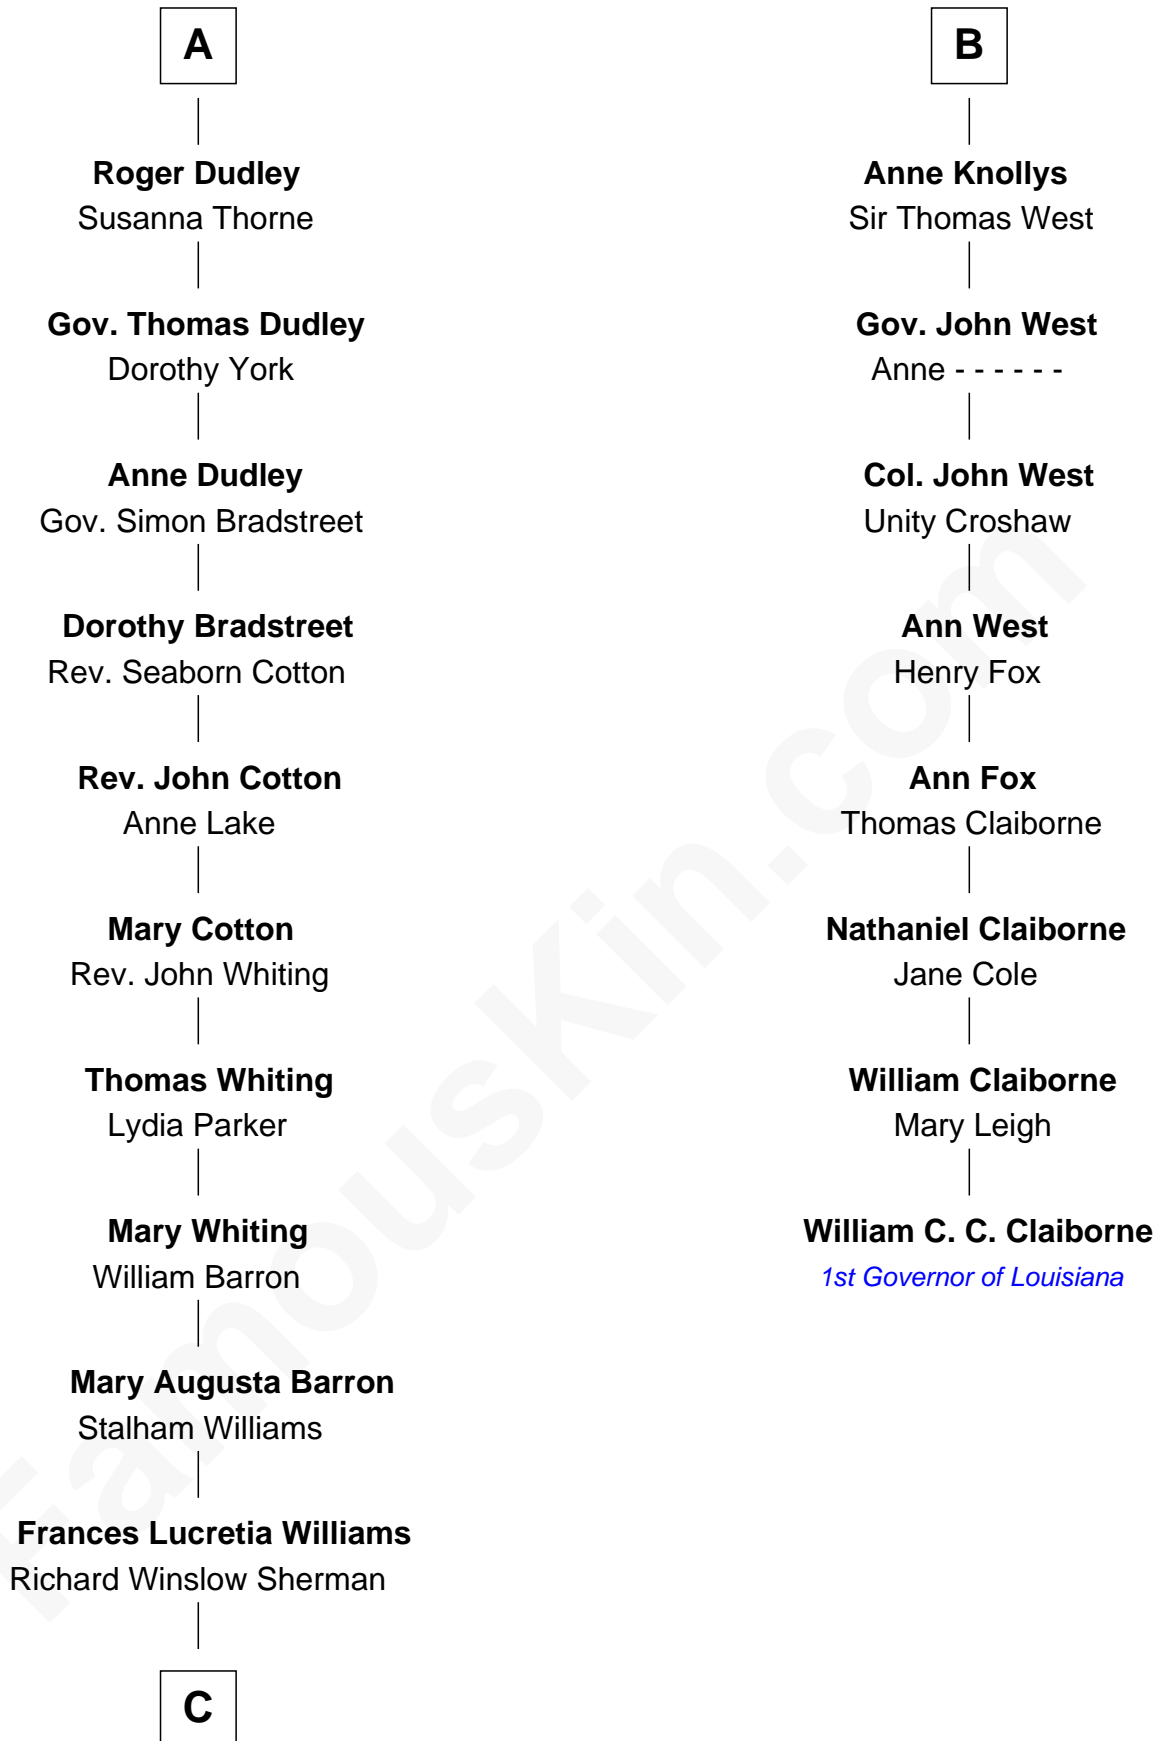 A
Roger Dudley
Susanna Thorne
Gov. Thomas Dudley
Dorothy York
Anne Dudley
Gov. Simon Bradstreet
Dorothy Bradstreet
Rev. Seaborn Cotton
Rev. John Cotton
Anne Lake
Mary Cotton
Rev. John Whiting
Thomas Whiting
Lydia Parker
Mary Whiting
William Barron
Mary Augusta Barron
Stalham Williams
Frances Lucretia Williams
Richard Winslow Sherman
C
B
Anne Knollys
Sir Thomas West
Gov. John West
Anne - - - - - -
Col. John West
Unity Croshaw
Ann West
Henry Fox
Ann Fox
Thomas Claiborne
Nathaniel Claiborne
Jane Cole
William Claiborne
Mary Leigh
William C. C. Claiborne
1st Governor of Louisiana
FamousKin.com